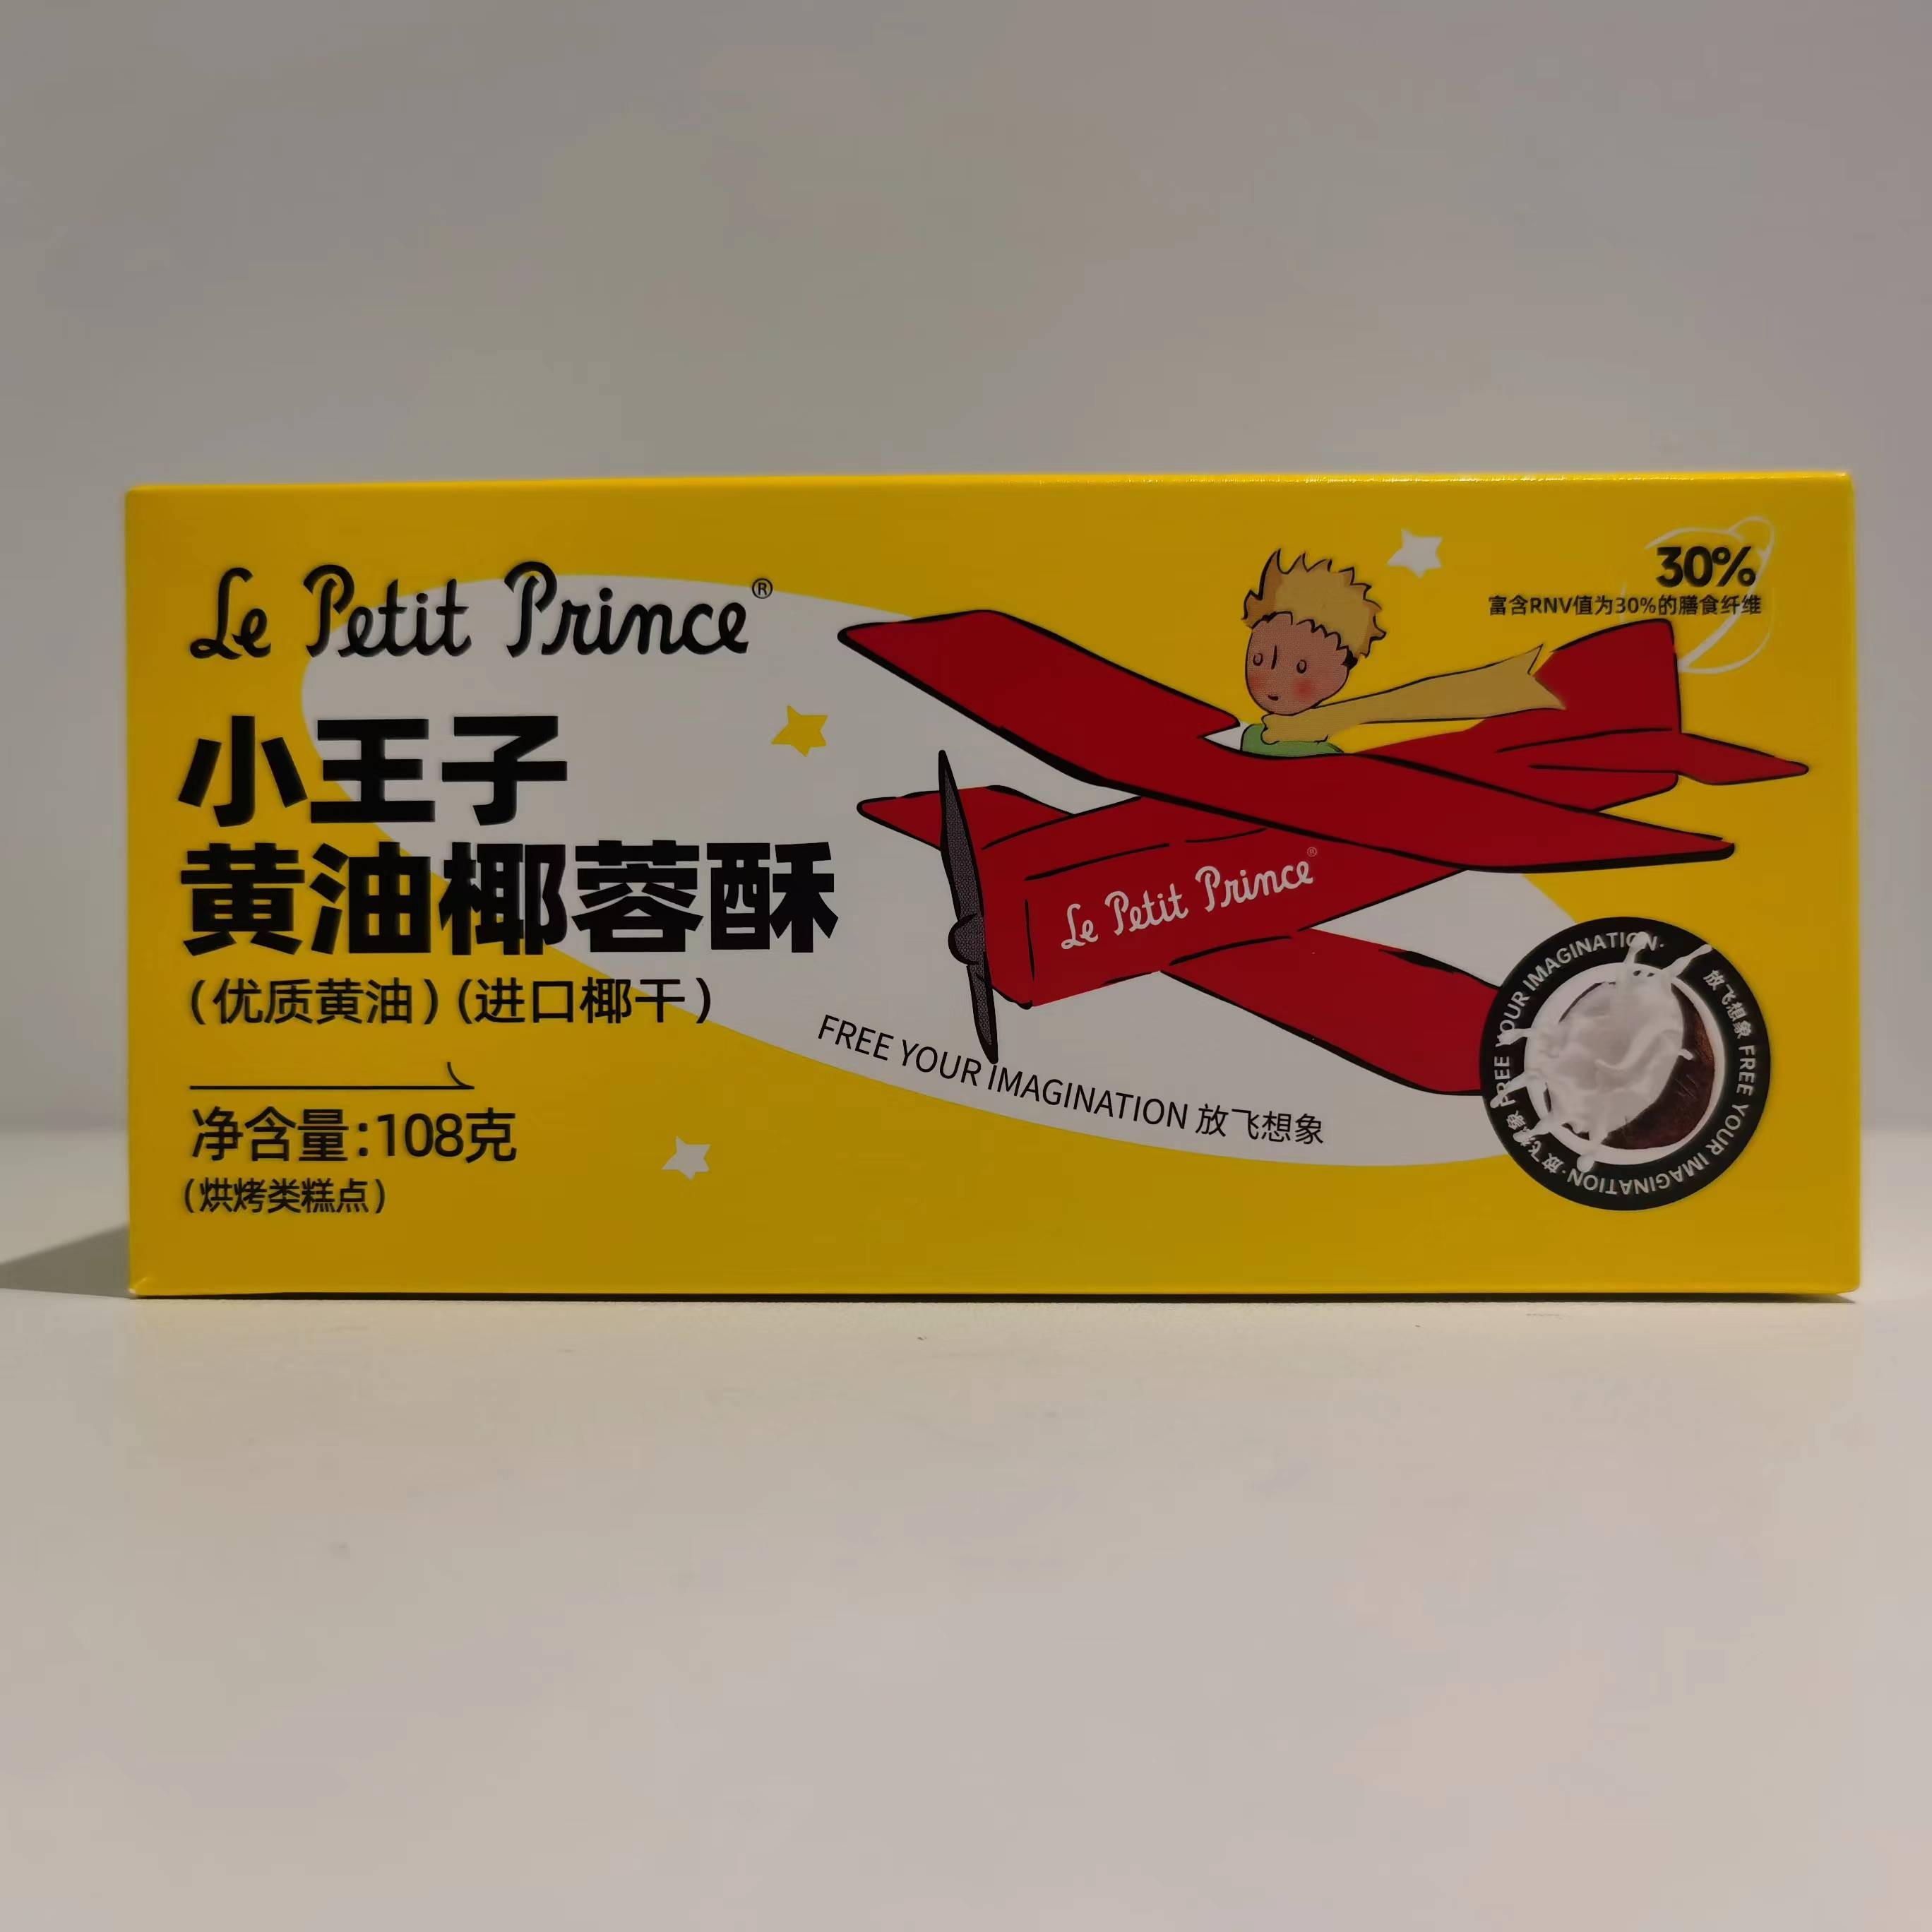 Le Petit Prince®
30%
富含RNV值为30%的膳食纤维
小王子
黄油椰蓉酥
(优质黄油)(进口椰干)
Le Petit Prince®
FREE YOUR IMAGINATION 放飞想象
净含量:108克
(烘烤类糕点)
FREE YOUR IMAGINATION· 放飞想象 FREE YOUR IMAGINATION· 放飞想象